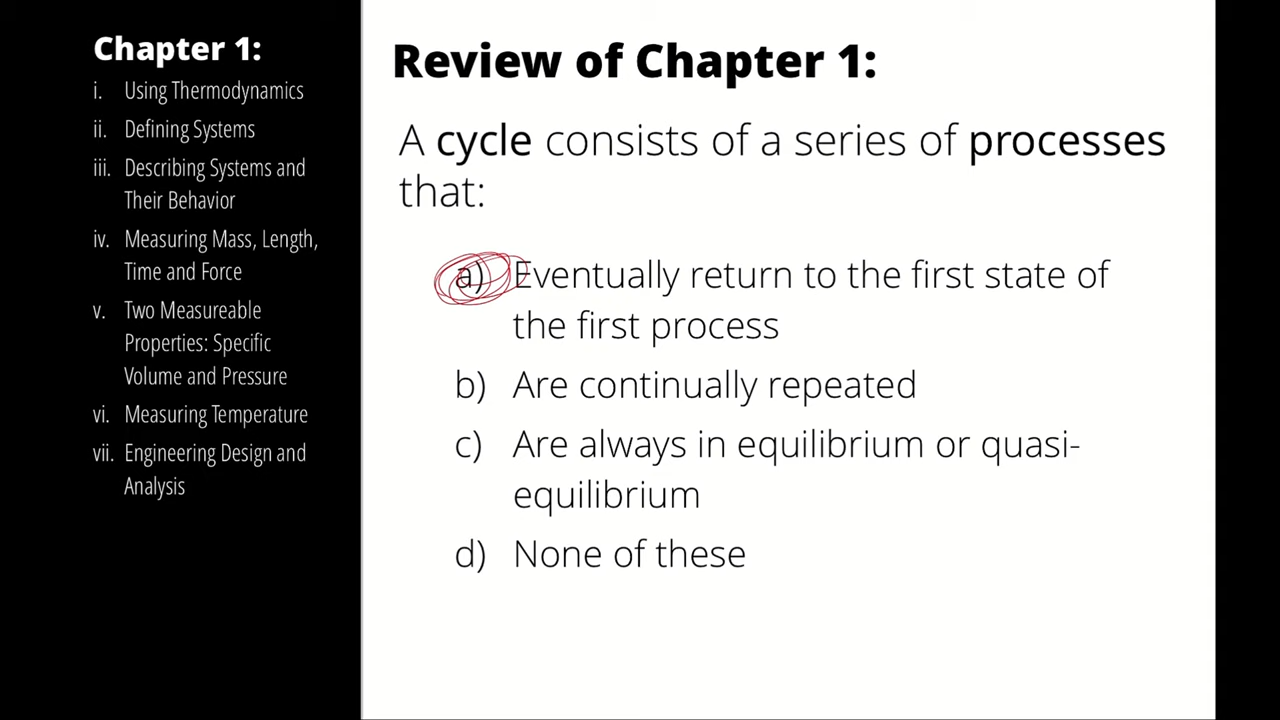 Chapter 1:
i. Using Thermodynamics
ii. Defining Systems
iii. Describing Systems and
Their Behavior
iv. Measuring Mass, Length,
Time and Force
v. Two Measureable
Properties: Specific
Volume and Pressure
vi. Measuring Temperature
vii. Engineering Design and
Analysis
Review of Chapter 1:
A cycle consists of a series of processes
that:
a) Eventually return to the first state of
the first process
b) Are continually repeated
c) Are always in equilibrium or quasi-
equilibrium
d) None of these